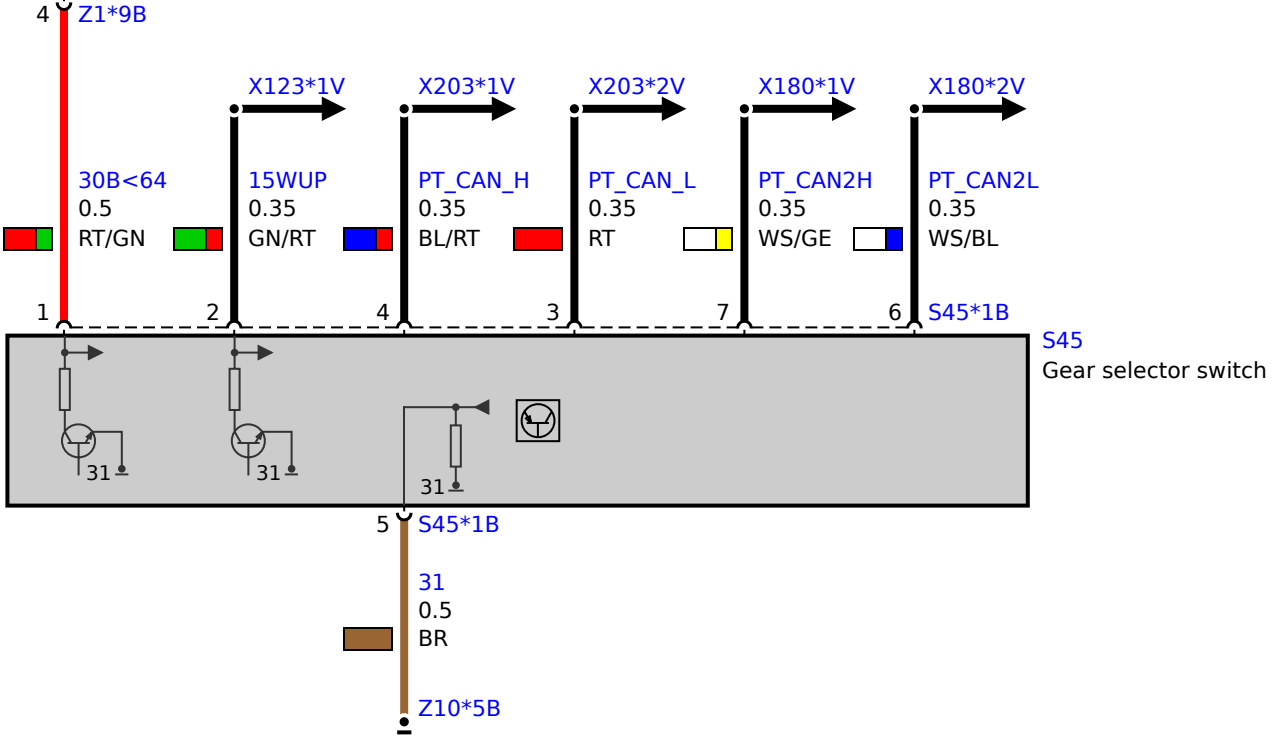 4 Z1*9B
X123*1V X203*1V X203*2V X180*1V X180*2V
30B<64 15WUP PT_CAN_H PT_CAN_L PT_CAN2H PT_CAN2L
0.5 0.35 0.35 0.35 0.35 0.35
RT/GN GN/RT BL/RT RT WS/GE WS/BL
1 2 4 3 7 6 S45*1B
S45
Gear selector switch
31 31 31
5 S45*1B
31
0.5
BR
Z10*5B